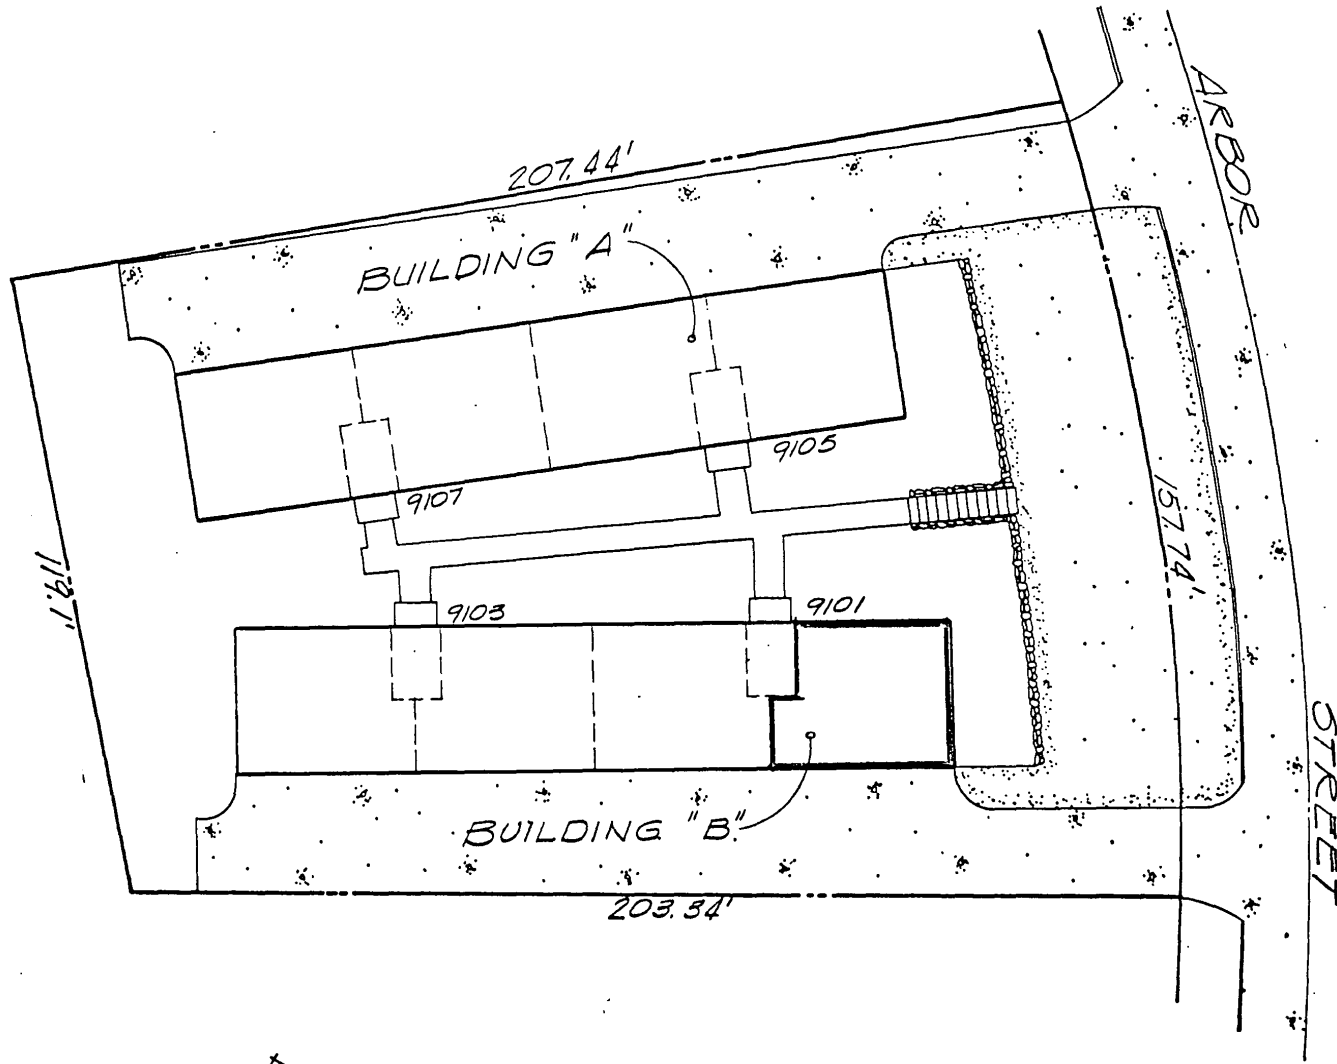 ARBOR
207.44'
BUILDING "A"
9105
9107
157.74'
119.1'
9103
9101
STREET
BUILDING "B"
203.34'